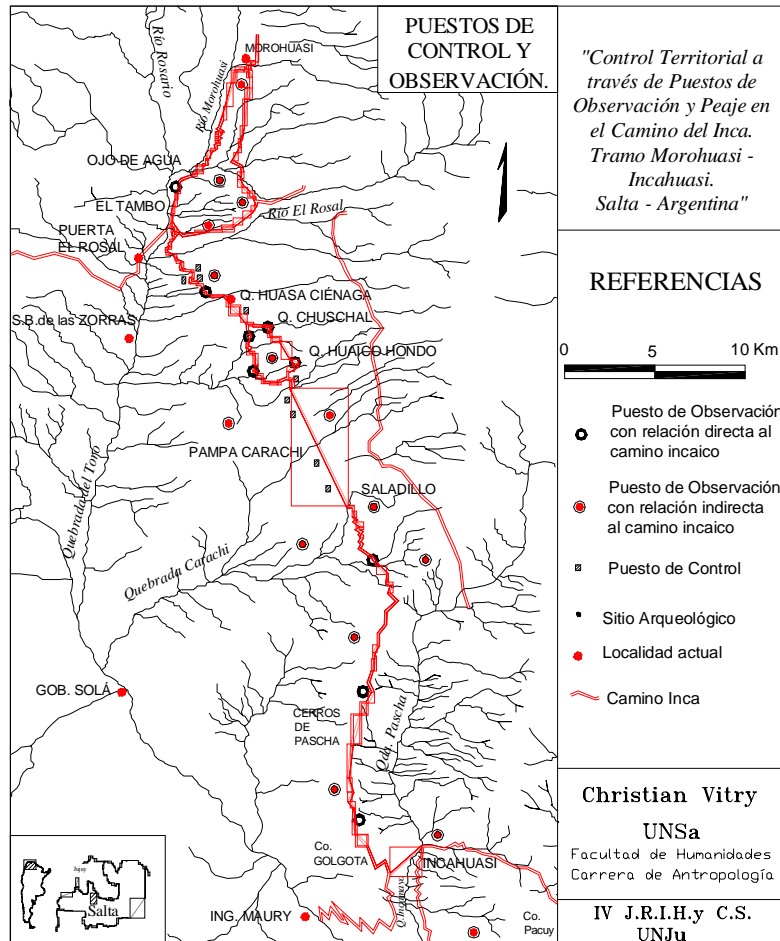 PUESTOS DE
CONTROL Y
OBSERVACIÓN.
"Control Territorial a
través de Puestos de
Observación y Peaje en
el Camino del Inca.
Tramo Morohuasi -
Incahuasi.
Salta - Argentina"
REFERENCIAS
0 5 10 Km
Puesto de Observación
con relación directa al
camino incaico
Puesto de Observación
con relación indirecta
al camino incaico
Puesto de Control
Sitio Arqueológico
Localidad actual
Camino Inca
Christian Vitry
UNSa
Facultad de Humanidades
Carrera de Antropología
IV J.R.I.H.y C.S.
UNJu
MOROHUASI
Río Rosario
Río Morohuasi
OJO DE AGUA
EL TAMBO
Río El Rosal
PUERTA
EL ROSAL
Q. HUASA CIÉNAGA
S.B.de las ZORRAS
Q. CHUSCHAL
Q. HUAICO HONDO
PAMPA CARACHI
Quebrada del Toro
SALADILLO
Quebrada Carachi
GOB. SOLÁ
CERROS
DE
PASCHA
Qda. Pascha
Co.
GOLGOTA
INCAHUASI
ING. MAURY
Co.
Pacuy
Jujuy
Salta